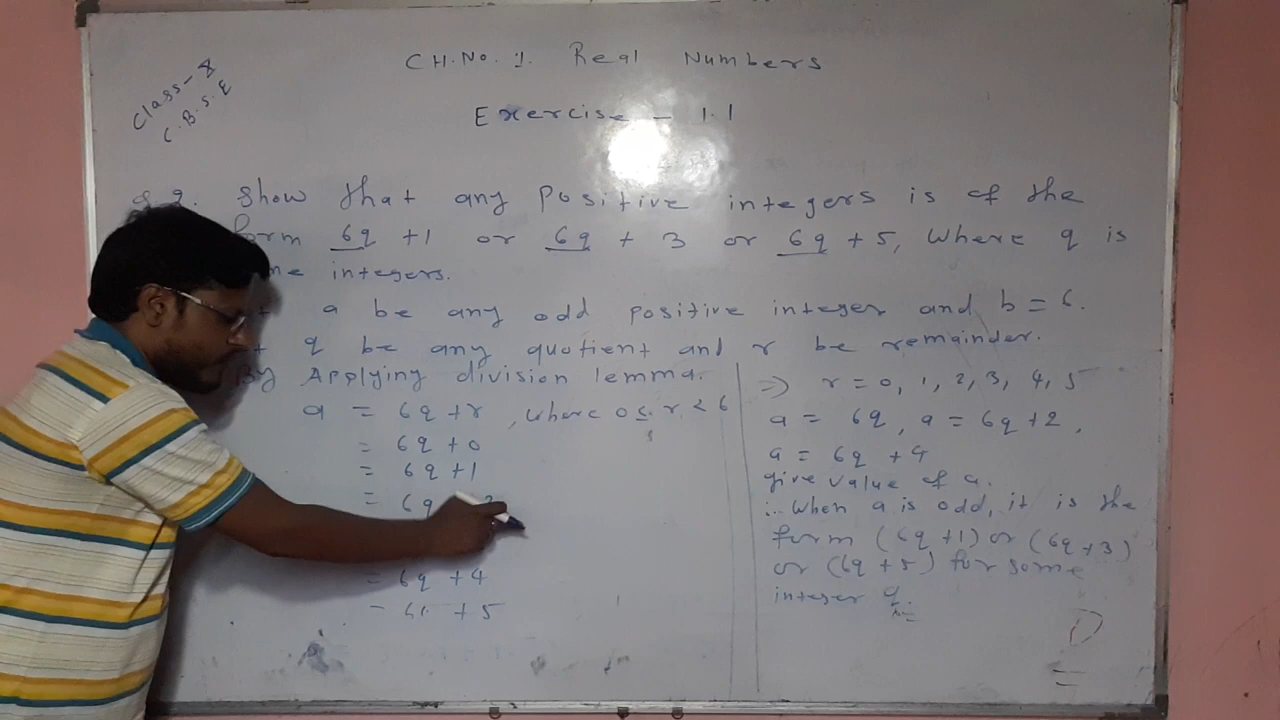 CH.No. 1. Real Numbers
Class - X
C.B.S.E
Exercise - 1.1
Q.2. Show that any positive integers is of the
form 6q +1 or 6q + 3 or 6q + 5, Where q is
integers.
a be any odd positive integer and b = 6.
q be any quotient and r be remainder.
By Applying division lemma.
a = 6q + r, where 0 ≤ r < 6
= 6q + 0
= 6q + 1
= 6q
= 6q + 4
= 6q + 5
=> r = 0, 1, 2, 3, 4, 5
a = 6q, a = 6q + 2,
a = 6q + 4
give value of a.
∴ When a is odd, it is the
form (6q + 1) or (6q + 3)
or (6q + 5) for some
integer q.